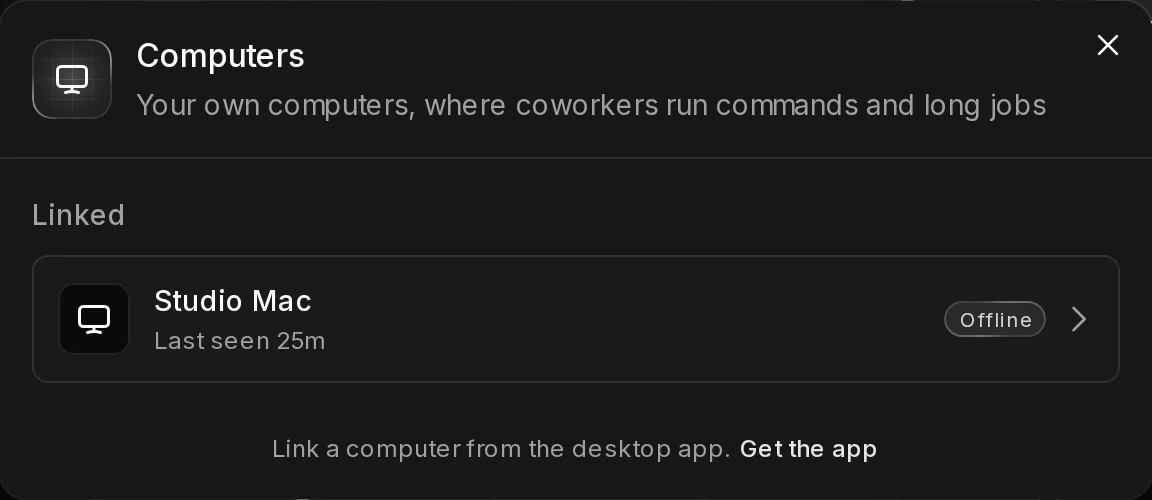 Computers
Your own computers, where coworkers run commands and long jobs
Linked
Studio Mac
Last seen 25m
Offline
Link a computer from the desktop app. Get the app